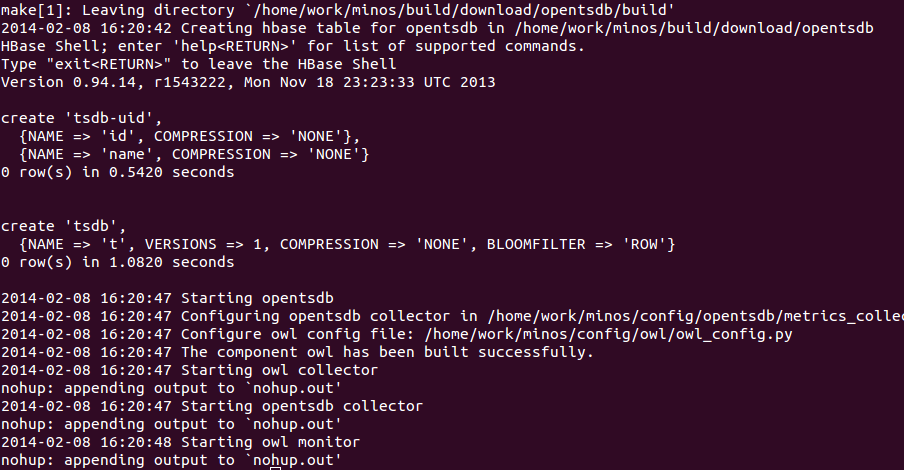 make[1]: Leaving directory `/home/work/minos/build/download/opentsdb/build'
2014-02-08 16:20:42 Creating hbase table for opentsdb in /home/work/minos/build/download/opentsdb
HBase Shell; enter 'help<RETURN>' for list of supported commands.
Type "exit<RETURN>" to leave the HBase Shell
Version 0.94.14, r1543222, Mon Nov 18 23:23:33 UTC 2013
create 'tsdb-uid',
  {NAME => 'id', COMPRESSION => 'NONE'},
  {NAME => 'name', COMPRESSION => 'NONE'}
0 row(s) in 0.5420 seconds
create 'tsdb',
  {NAME => 't', VERSIONS => 1, COMPRESSION => 'NONE', BLOOMFILTER => 'ROW'}
0 row(s) in 1.0820 seconds
2014-02-08 16:20:47 Starting opentsdb
2014-02-08 16:20:47 Configuring opentsdb collector in /home/work/minos/config/opentsdb/metrics_collec
2014-02-08 16:20:47 Configure owl config file: /home/work/minos/config/owl/owl_config.py
2014-02-08 16:20:47 The component owl has been built successfully.
2014-02-08 16:20:47 Starting owl collector
nohup: appending output to `nohup.out'
2014-02-08 16:20:47 Starting opentsdb collector
nohup: appending output to `nohup.out'
2014-02-08 16:20:48 Starting owl monitor
nohup: appending output to `nohup.out'